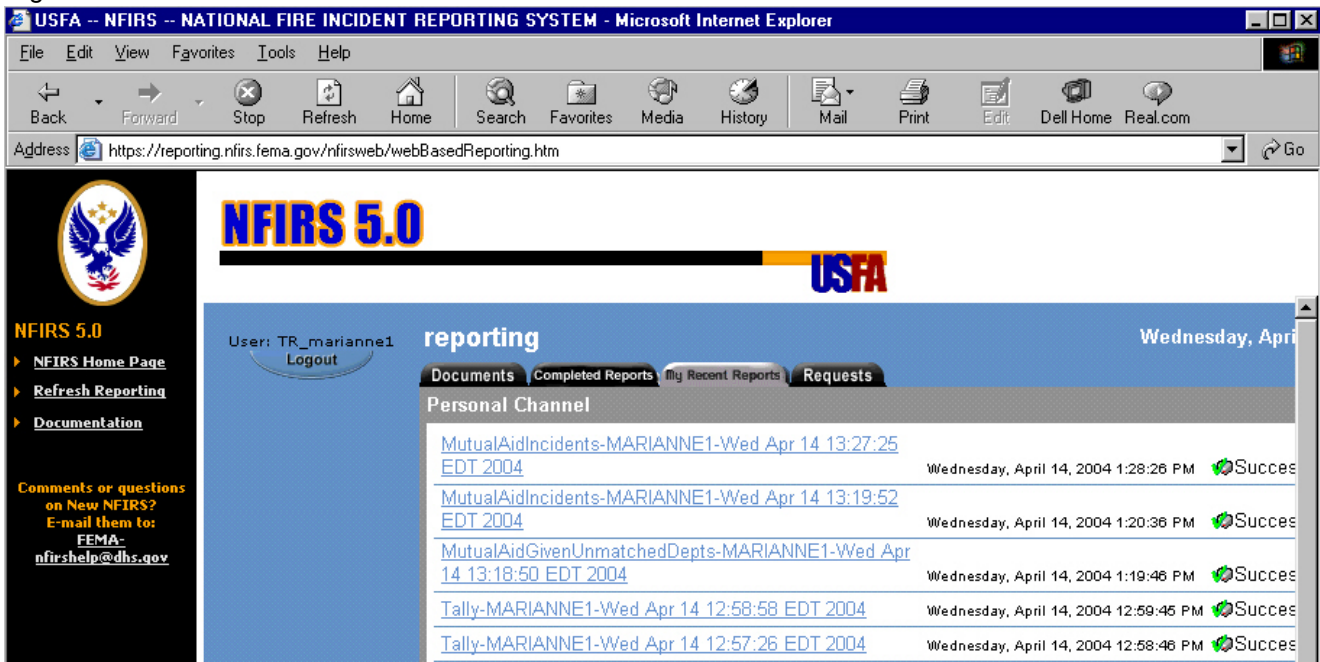 USFA -- NFIRS -- NATIONAL FIRE INCIDENT REPORTING SYSTEM - Microsoft Internet Explorer
File Edit View Favorites Tools Help
Back Forward Stop Refresh Home Search Favorites Media History Mail Print Edit Dell Home Real.com
Address https://reporting.nfirs.fema.gov/nfirsweb/webBasedReporting.htm Go
NFIRS 5.0
USFA
NFIRS 5.0
NFIRS Home Page
Refresh Reporting
Documentation
Comments or questions
on New NFIRS?
E-mail them to:
FEMA-
nfirshelp@dhs.gov
User: TR_marianne1
Logout
reporting Wednesday, Apri
Documents Completed Reports My Recent Reports Requests
Personal Channel
MutualAidIncidents-MARIANNE1-Wed Apr 14 13:27:25
EDT 2004 Wednesday, April 14, 2004 1:28:26 PM Succes
MutualAidIncidents-MARIANNE1-Wed Apr 14 13:19:52
EDT 2004 Wednesday, April 14, 2004 1:20:36 PM Succes
MutualAidGivenUnmatchedDepts-MARIANNE1-Wed Apr
14 13:18:50 EDT 2004 Wednesday, April 14, 2004 1:19:46 PM Succes
Tally-MARIANNE1-Wed Apr 14 12:58:58 EDT 2004 Wednesday, April 14, 2004 12:59:45 PM Succes
Tally-MARIANNE1-Wed Apr 14 12:57:26 EDT 2004 Wednesday, April 14, 2004 12:58:46 PM Succes